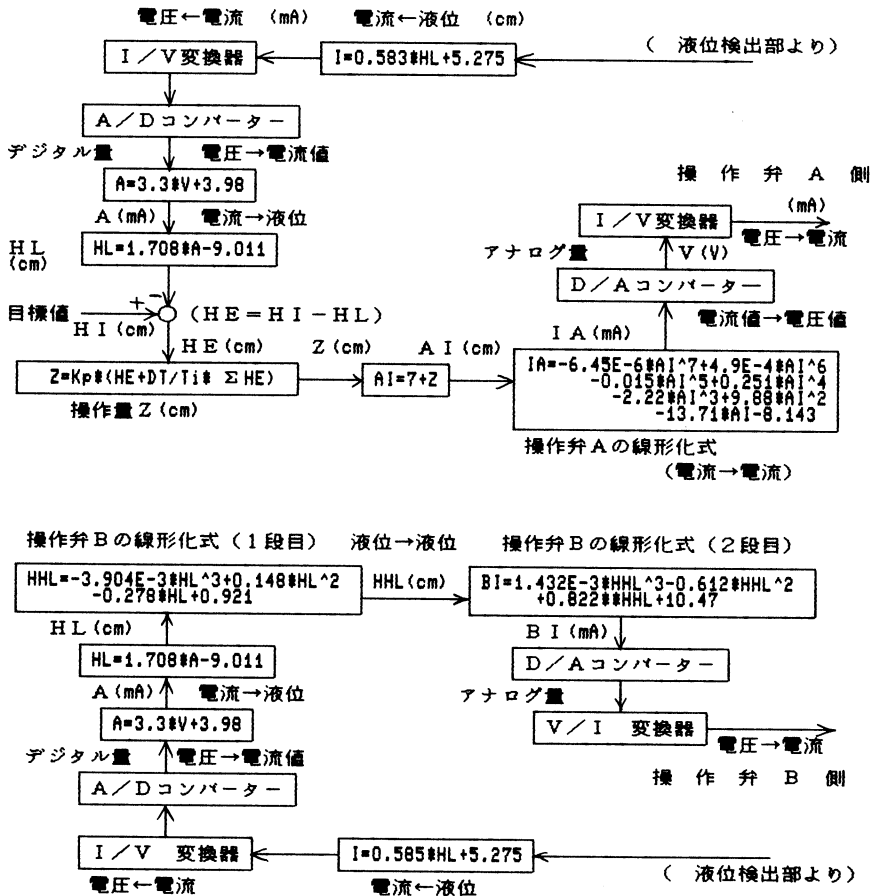 電圧←電流 (mA) 電流←液位 (cm)
I/V変換器
I=0.583*HL+5.275
( 液位検出部より)
A/Dコンバーター
デジタル量 電圧→電流値
A=3.3*V+3.98
A(mA) 電流→液位
HL
(cm)
HL=1.708*A-9.011
目標値
HI(cm)
+-
(HE=HI-HL)
HE(cm) Z(cm) AI(cm)
Z=Kp*(HE+DT/Ti* ΣHE)
AI=7+Z
操作量Z(cm)
操 作 弁 A 側
(mA)
I/V変換器
電圧→電流
アナログ量 V(V)
D/Aコンバーター
電流値→電圧値
IA(mA)
IA=-6.45E-6*AI^7+4.9E-4*AI^6
-0.015*AI^5+0.251*AI^4
-2.22*AI^3+9.88*AI^2
-13.71*AI-8.143
操作弁Aの線形化式
(電流→電流)
操作弁Bの線形化式(1段目) 液位→液位 操作弁Bの線形化式(2段目)
HHL=-3.904E-3*HL^3+0.148*HL^2
-0.278*HL+0.921
HHL(cm)
BI=1.432E-3*HHL^3-0.612*HHL^2
+0.822**HHL+10.47
HL(cm)
HL=1.708*A-9.011
A(mA) 電流→液位
A=3.3*V+3.98
デジタル量 電圧→電流値
A/Dコンバーター
I/V 変換器
電圧←電流
I=0.585*HL+5.275
電流←液位
( 液位検出部より)
BI(mA)
D/Aコンバーター
アナログ量
V/I 変換器
電圧→電流
操 作 弁 B 側